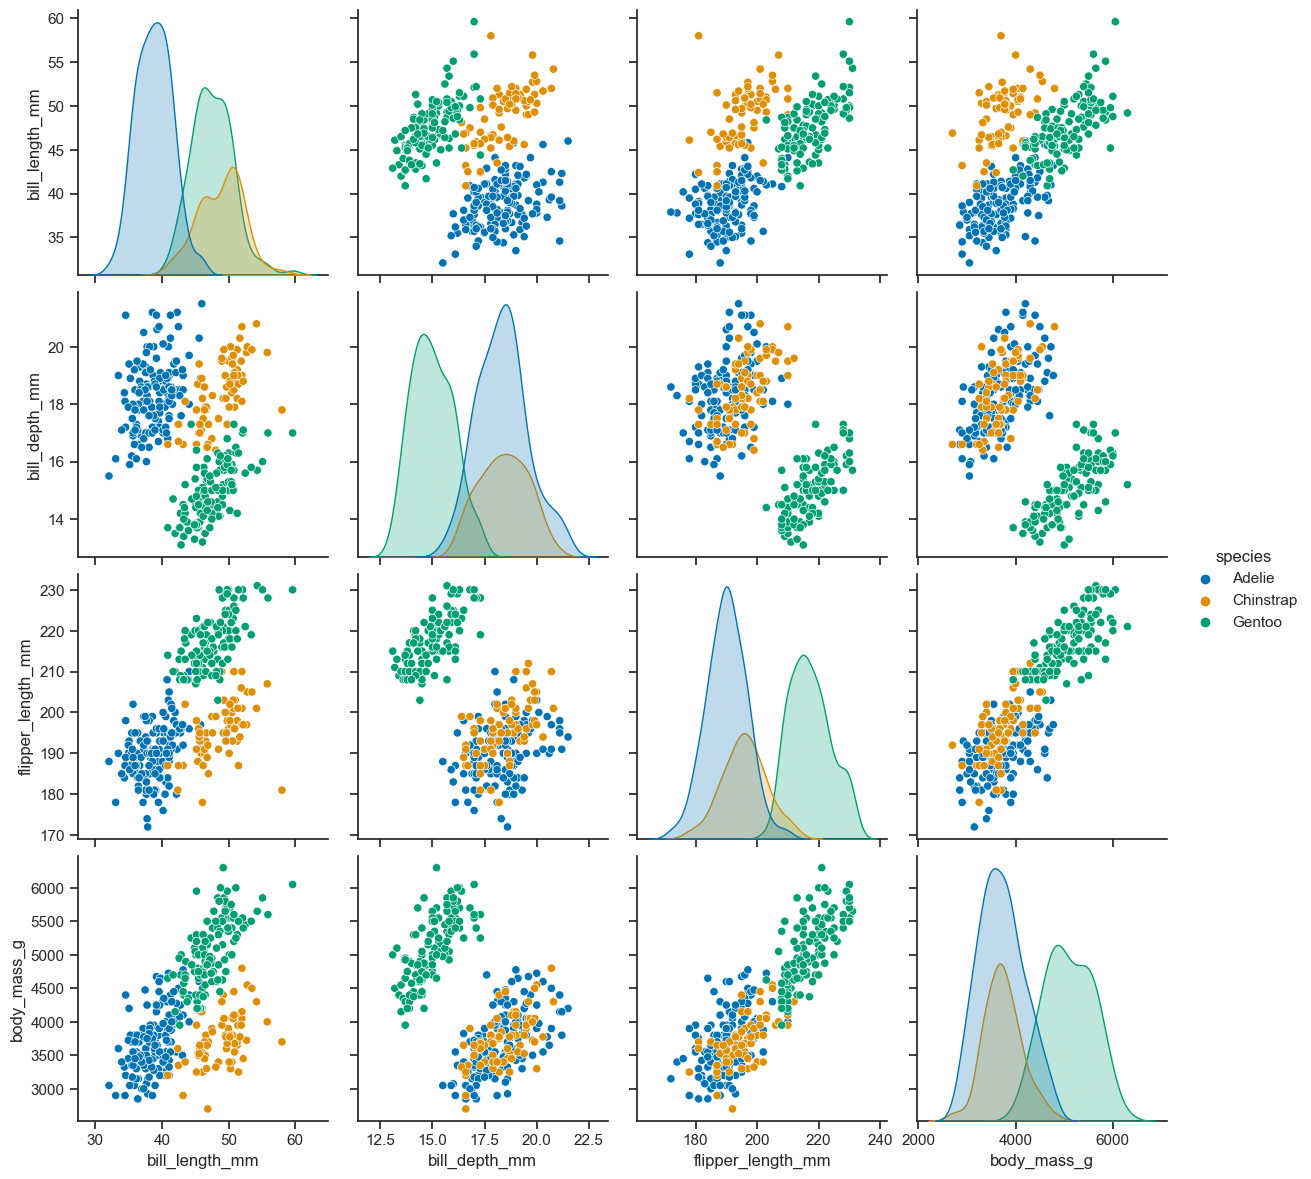 60
55
50
45
40
35
bill_length_mm
20
18
16
14
bill_depth_mm
230
220
210
200
190
180
170
flipper_length_mm
6000
5500
5000
4500
4000
3500
3000
body_mass_g
30 40 50 60
bill_length_mm
12.5 15.0 17.5 20.0 22.5
bill_depth_mm
180 200 220 240
flipper_length_mm
2000 4000 6000
body_mass_g
species
Adelie
Chinstrap
Gentoo